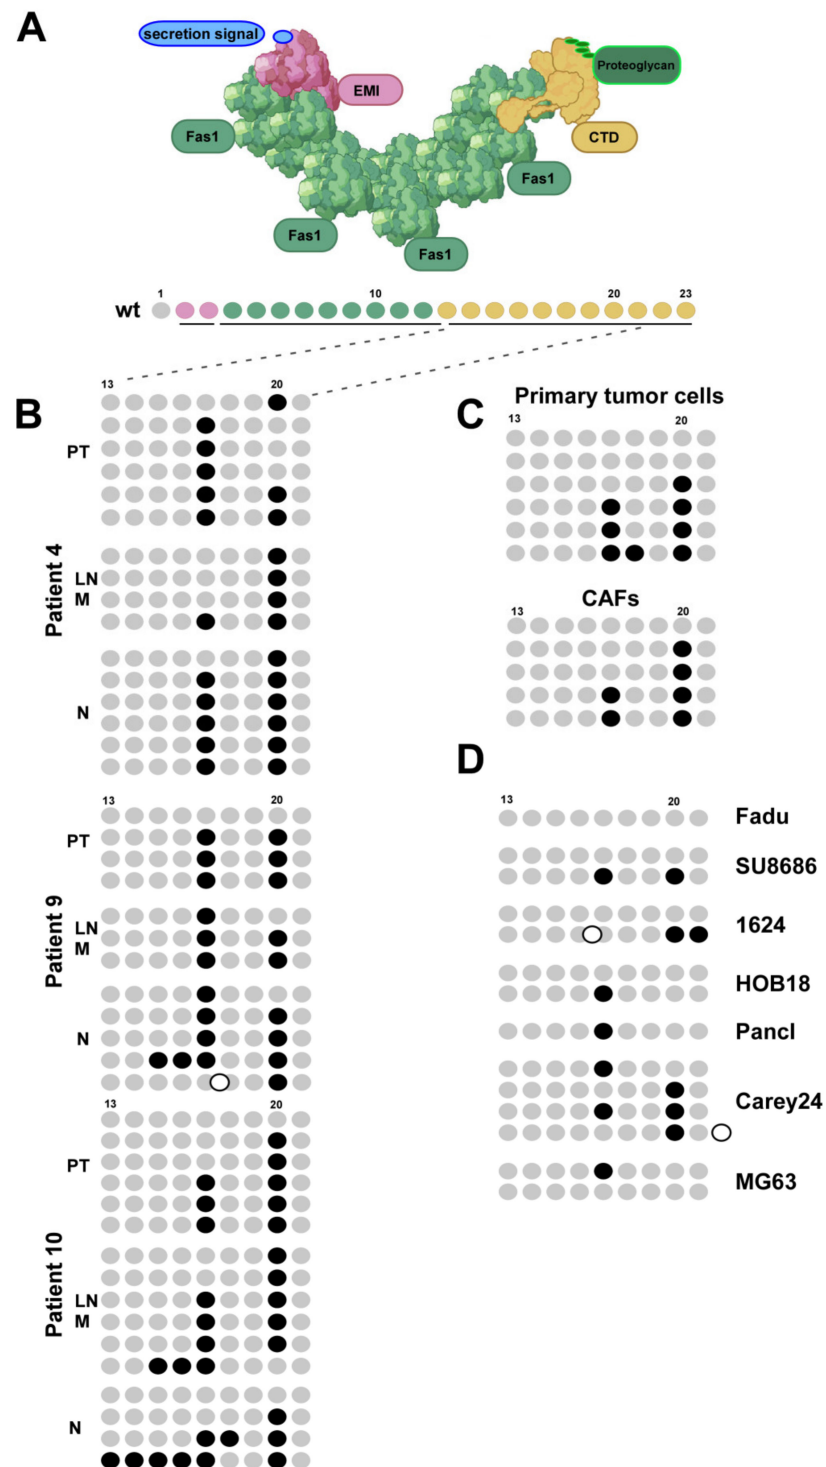 A
secretion signal
Proteoglycan
EMI
Fas1
CTD
Fas1
Fas1
Fas1
1
10
20
23
wt
B
13
20
PT
Patient 4
LN
M
N
13
20
PT
Patient 9
LN
M
N
13
20
PT
Patient 10
LN
M
N
C
Primary tumor cells
13
20
CAFs
13
20
D
13
20
Fadu
SU8686
1624
HOB18
Pancl
Carey24
MG63